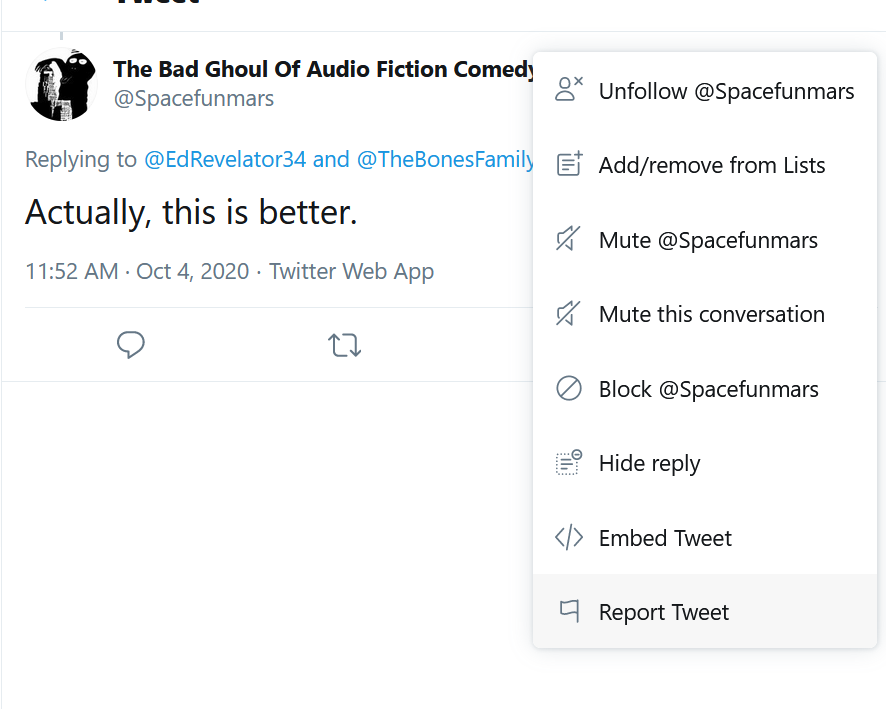 Tweet
The Bad Ghoul Of Audio Fiction Comedy
@Spacefunmars
Replying to @EdRevelator34 and @TheBonesFamily
Actually, this is better.
11:52 AM · Oct 4, 2020 · Twitter Web App
Unfollow @Spacefunmars
Add/remove from Lists
Mute @Spacefunmars
Mute this conversation
Block @Spacefunmars
Hide reply
Embed Tweet
Report Tweet